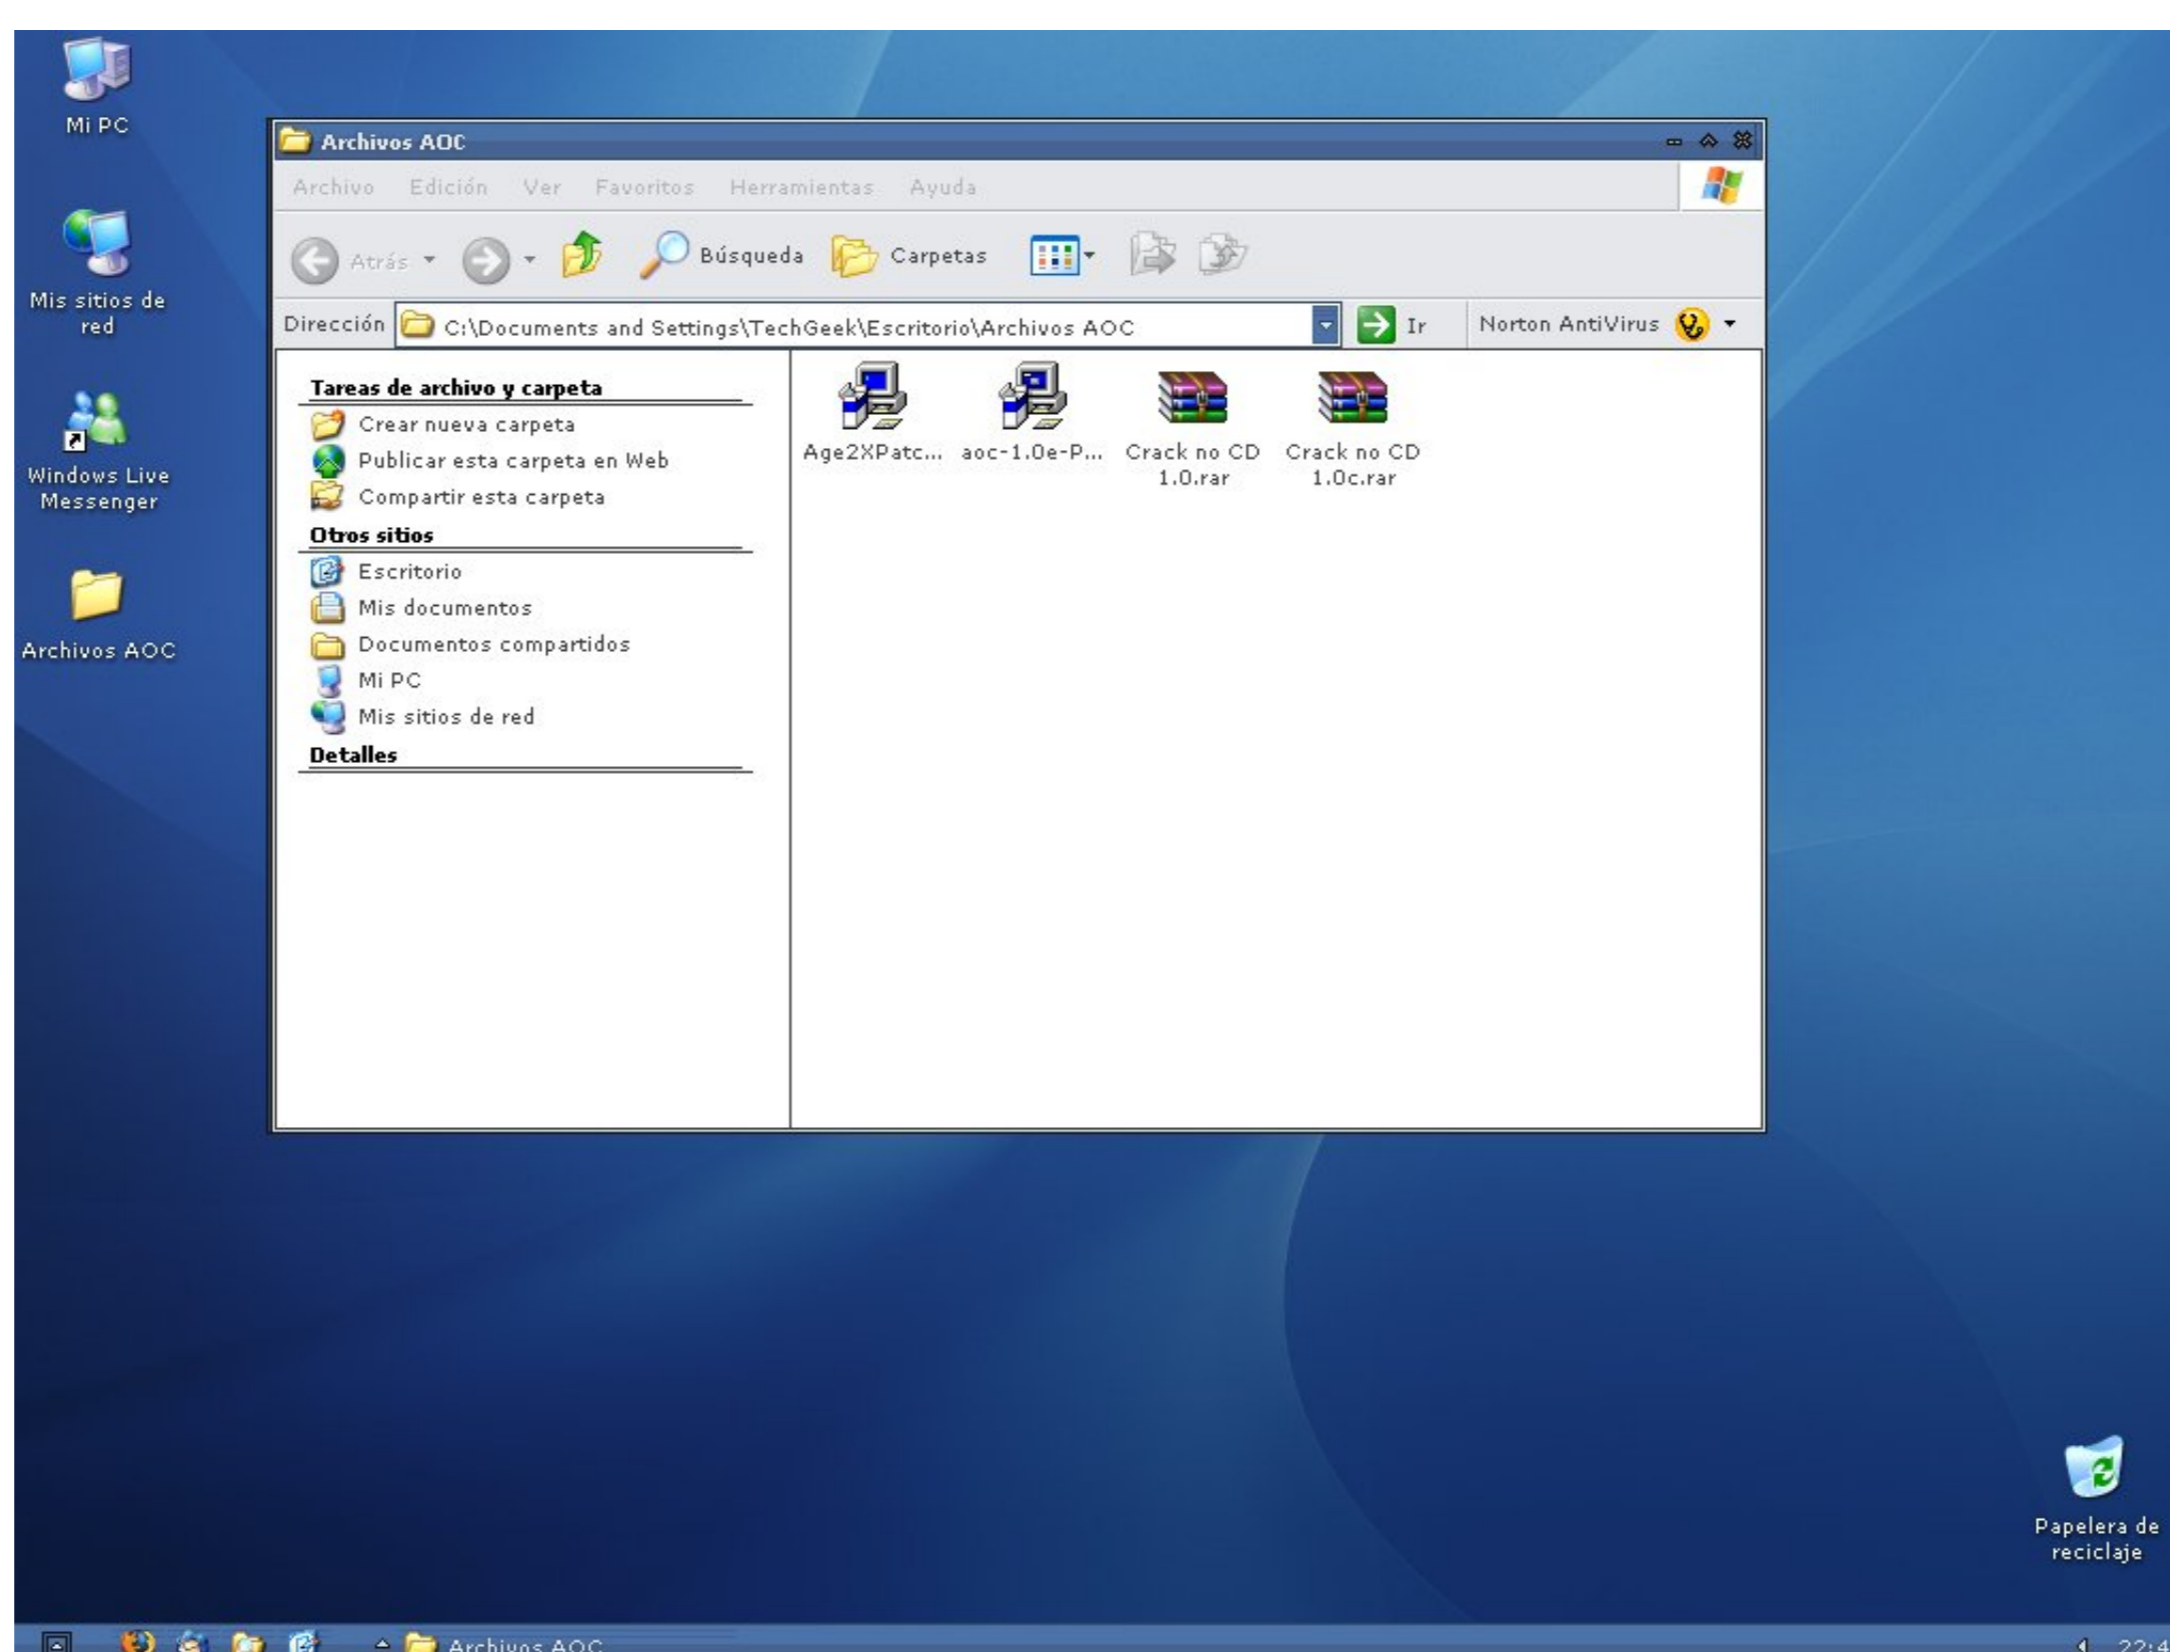 Mi PC
Mis sitios de
red
Windows Live
Messenger
Archivos AOC
Archivos AOC
Archivo Edición Ver Favoritos Herramientas Ayuda
Atrás Búsqueda Carpetas
Dirección C:\Documents and Settings\TechGeek\Escritorio\Archivos AOC Ir Norton AntiVirus
Tareas de archivo y carpeta
Crear nueva carpeta
Publicar esta carpeta en Web
Compartir esta carpeta
Otros sitios
Escritorio
Mis documentos
Documentos compartidos
Mi PC
Mis sitios de red
Detalles
Age2XPatc... aoc-1.0e-P... Crack no CD
1.0.rar
Crack no CD
1.0c.rar
Papelera de
reciclaje
Archivos AOC
22:4